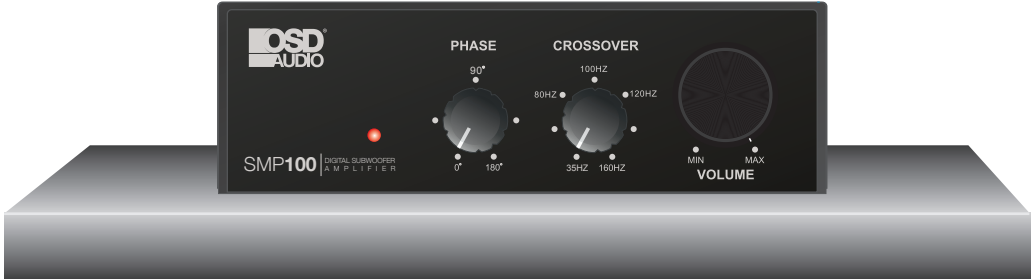 OSD®
AUDIO
PHASE
CROSSOVER
90°
100HZ
80HZ
120HZ
SMP100
DIGITAL SUBWOOFER
AMPLIFIER
0°
180°
35HZ
160HZ
MIN
MAX
VOLUME